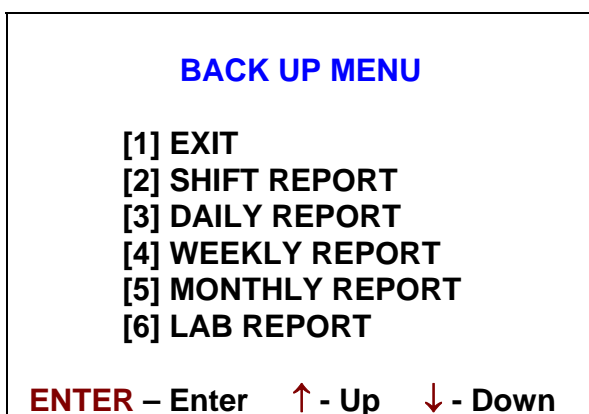 BACK UP MENU
[1] EXIT
[2] SHIFT REPORT
[3] DAILY REPORT
[4] WEEKLY REPORT
[5] MONTHLY REPORT
[6] LAB REPORT
ENTER – Enter ↑ - Up ↓ - Down